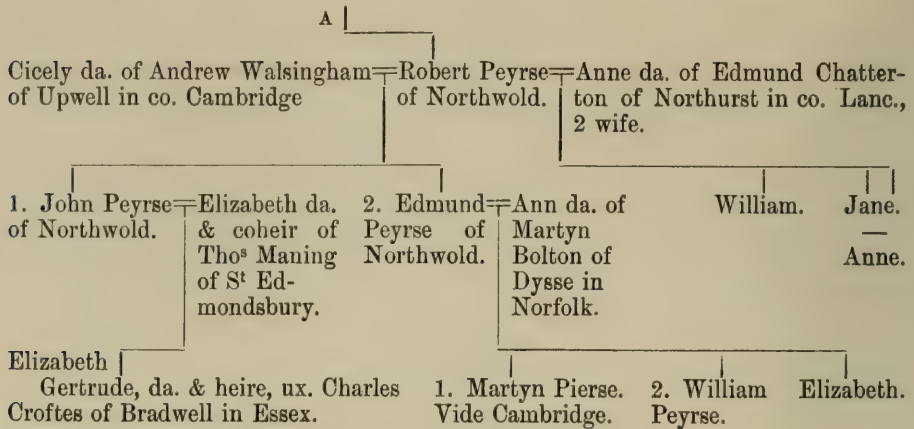 A
Cicely da. of Andrew Walsingham Robert Peyrse Anne da. of Edmund Chatter-
of Upwell in co. Cambridge of Northwold. ton of Northurst in co. Lanc.,
2 wife.
1. John Peyrse Elizabeth da. 2. Edmund Ann da. of William. Jane.
of Northwold. & coheir of Peyrse of Martyn —
Thoˢ Maning Northwold. Bolton of Anne.
of Sᵗ Ed- Dysse in
mondsbury. Norfolk.
Elizabeth
Gertrude, da. & heire, ux. Charles 1. Martyn Pierse. 2. William Elizabeth.
Croftes of Bradwell in Essex. Vide Cambridge. Peyrse.